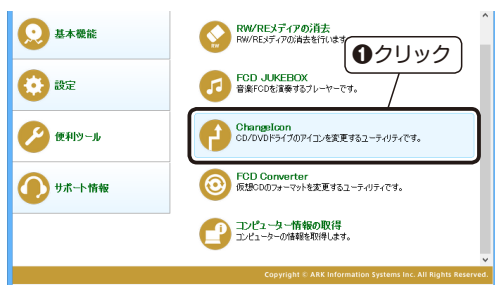 基本機能
設定
便利ツール
サポート情報
RW/REメディアの消去
RW/REメディアの消去を行います
RW
❶クリック
FCD JUKEBOX
音楽FCDを演奏するプレーヤーです。
ChangeIcon
CD/DVDドライブのアイコンを変更するユーティリティです。
FCD Converter
仮想CDのフォーマットを変更するユーティリティです。
コンピューター情報の取得
コンピューターの情報を取得します。
Copyright © ARK Information Systems Inc. All Rights Reserved.